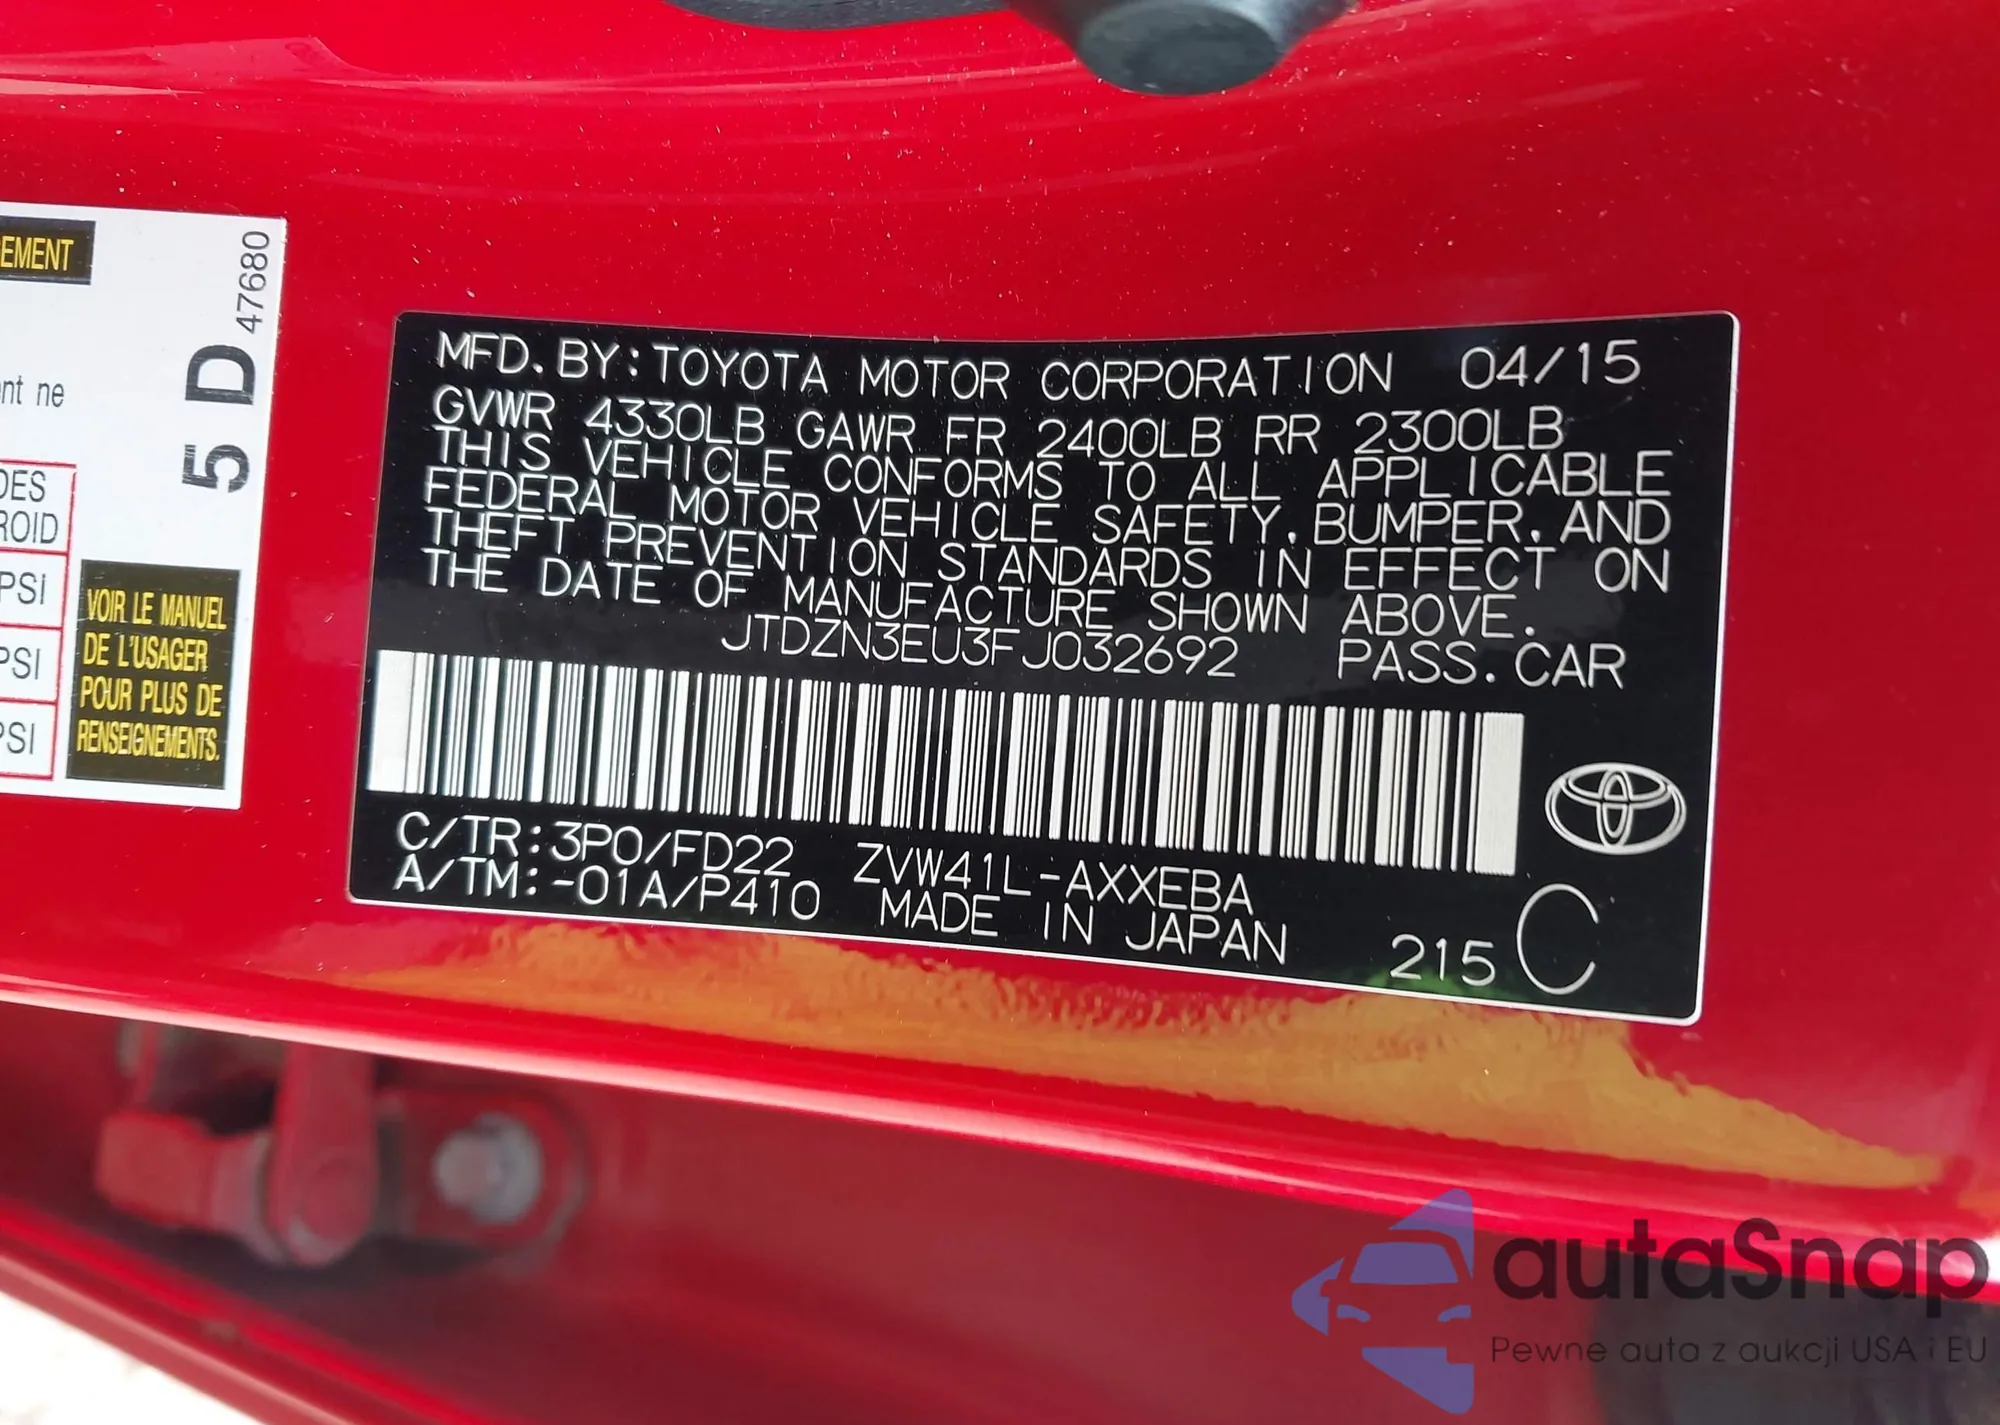 EMENT
5 D 47680
nt ne
DES
ROID
PSI
PSI
PSI
VOIR LE MANUEL
DE L'USAGER
POUR PLUS DE
RENSEIGNEMENTS.
MFD. BY: TOYOTA MOTOR CORPORATION 04/15
GVWR 4330LB GAWR FR 2400LB RR 2300LB
THIS VEHICLE CONFORMS TO ALL APPLICABLE
FEDERAL MOTOR VEHICLE SAFETY, BUMPER, AND
THEFT PREVENTION STANDARDS IN EFFECT ON
THE DATE OF MANUFACTURE SHOWN ABOVE.
JTDZN3EU3FJ032692 PASS. CAR
C/TR: 3P0/FD22 ZVW41L-AXXEBA
A/TM: -01A/P410 MADE IN JAPAN 215 C
autaSnap
Pewne auta z aukcji USA i EU